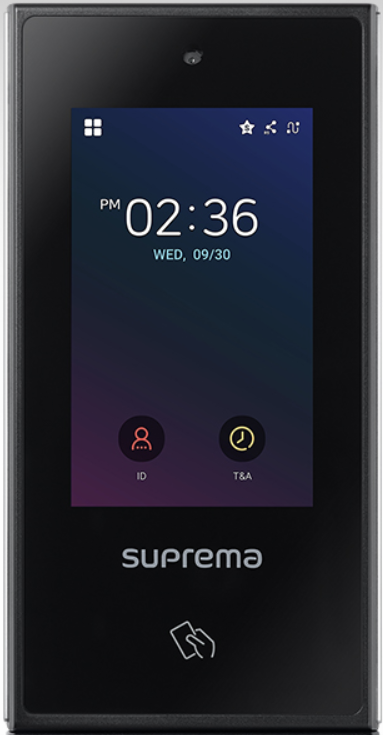 PM 02:36
WED, 09/30
ID T&A
suprema